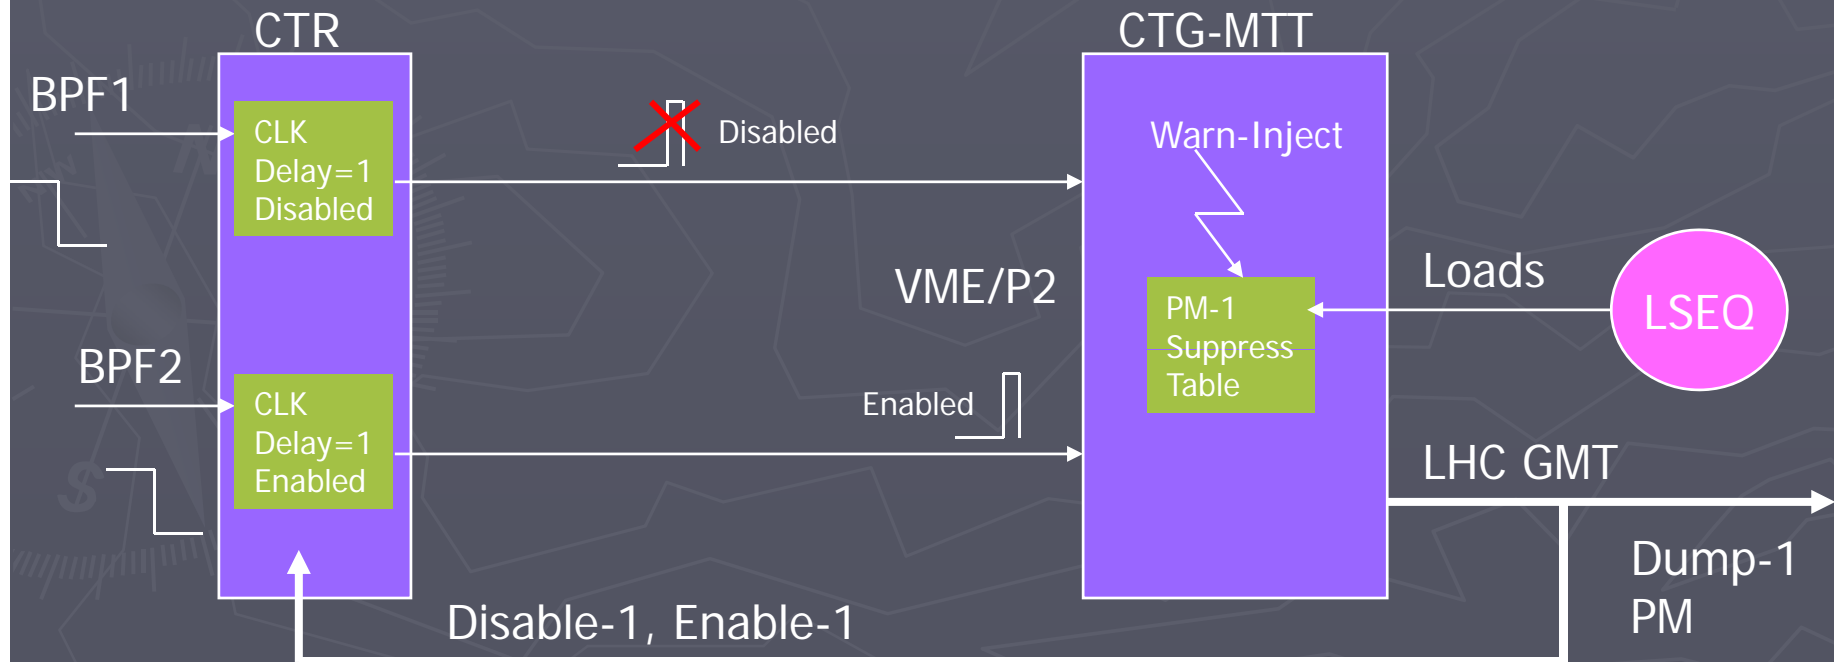 CTR
CTG-MTT
BPF1
CLK
Delay=1
Disabled
Disabled
Warn-Inject
VME/P2
Loads
LSEQ
PM-1
Suppress
Table
BPF2
CLK
Delay=1
Enabled
Enabled
LHC GMT
Dump-1
PM
Disable-1, Enable-1
N
S